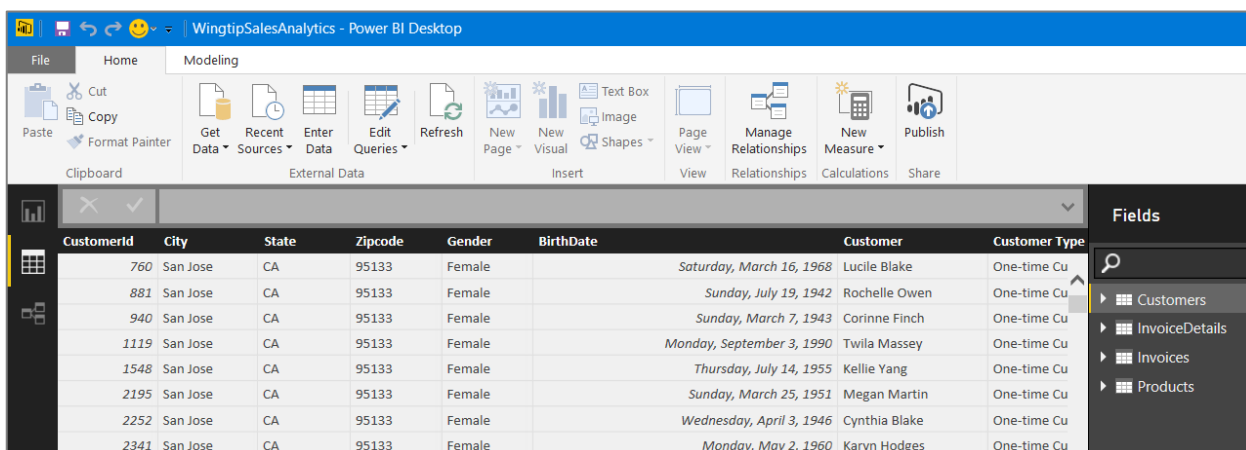 WingtipSalesAnalytics - Power BI Desktop
File Home Modeling
Paste
Cut
Copy
Format Painter
Get Data
Recent Sources
Enter Data
Edit Queries
Refresh
New Page
New Visual
Text Box
Image
Shapes
Page View
Manage Relationships
New Measure
Publish
Clipboard External Data Insert View Relationships Calculations Share
Fields
CustomerId City State Zipcode Gender BirthDate Customer Customer Type
760 San Jose CA 95133 Female Saturday, March 16, 1968 Lucile Blake One-time Cu
881 San Jose CA 95133 Female Sunday, July 19, 1942 Rochelle Owen One-time Cu
940 San Jose CA 95133 Female Sunday, March 7, 1943 Corinne Finch One-time Cu
1119 San Jose CA 95133 Female Monday, September 3, 1990 Twila Massey One-time Cu
1548 San Jose CA 95133 Female Thursday, July 14, 1955 Kellie Yang One-time Cu
2195 San Jose CA 95133 Female Sunday, March 25, 1951 Megan Martin One-time Cu
2252 San Jose CA 95133 Female Wednesday, April 3, 1946 Cynthia Blake One-time Cu
2341 San Jose CA 95133 Female Monday, May 2, 1960 Karyn Hodges One-time Cu
Customers
InvoiceDetails
Invoices
Products